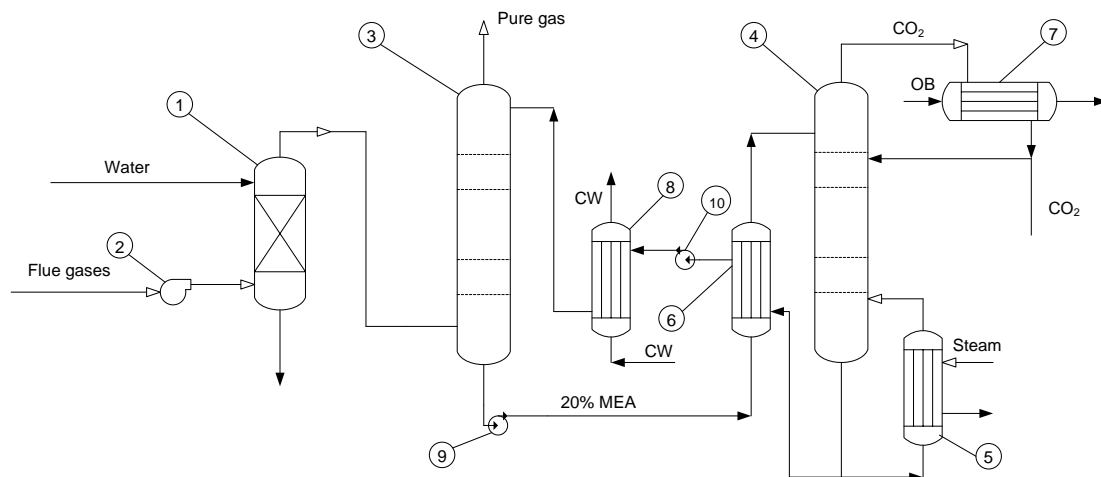 Pure gas
3
4
CO₂
7
OB
1
Water
CW
8
10
CO₂
2
Flue gases
6
CW
Steam
20% MEA
9
5